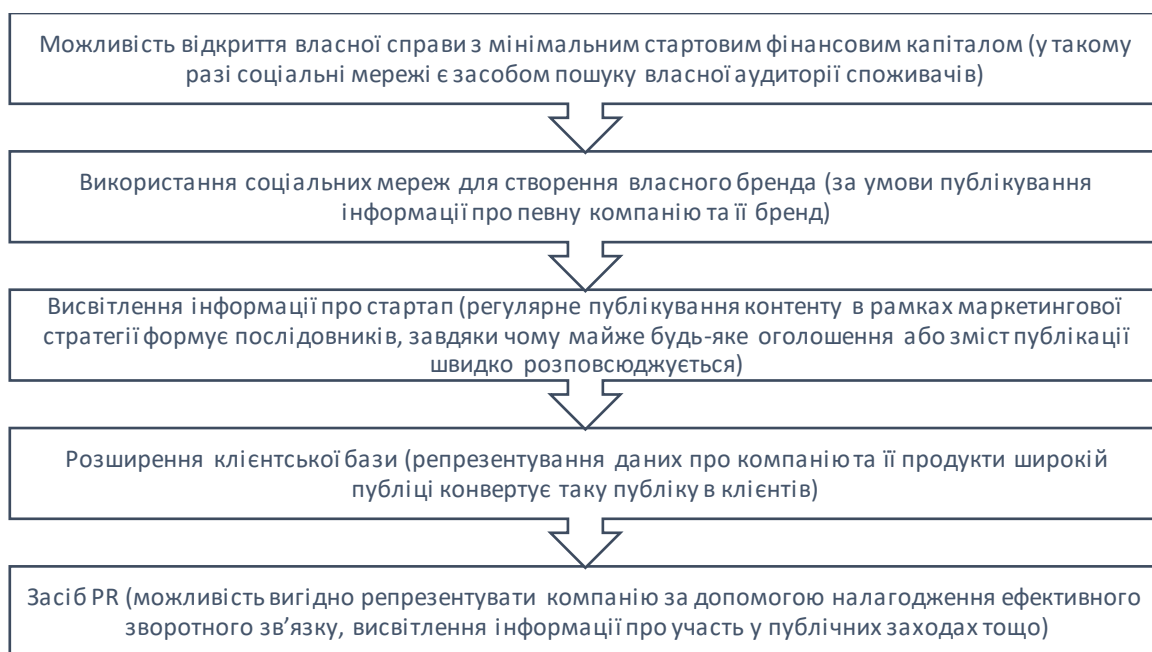 Можливість відкриття власної справи з мінімальним стартовим фінансовим капіталом (у такому
разі соціальні мережі є засобом пошуку власної аудиторії споживачів)
Використання соціальних мереж для створення власного бренда (за умови публікування
інформації про певну компанію та її бренд)
Висвітлення інформації про стартап (регулярне публікування контенту в рамках маркетингової
стратегії формує послідовників, завдяки чому майже будь-яке оголошення або зміст публікації
швидко розповсюджується)
Розширення клієнтської бази (репрезентування даних про компанію та її продукти широкій
публіці конвертує таку публіку в клієнтів)
Засіб PR (можливість вигідно репрезентувати компанію за допомогою налагодження ефективного
зворотного зв’язку, висвітлення інформації про участь у публічних заходах тощо)